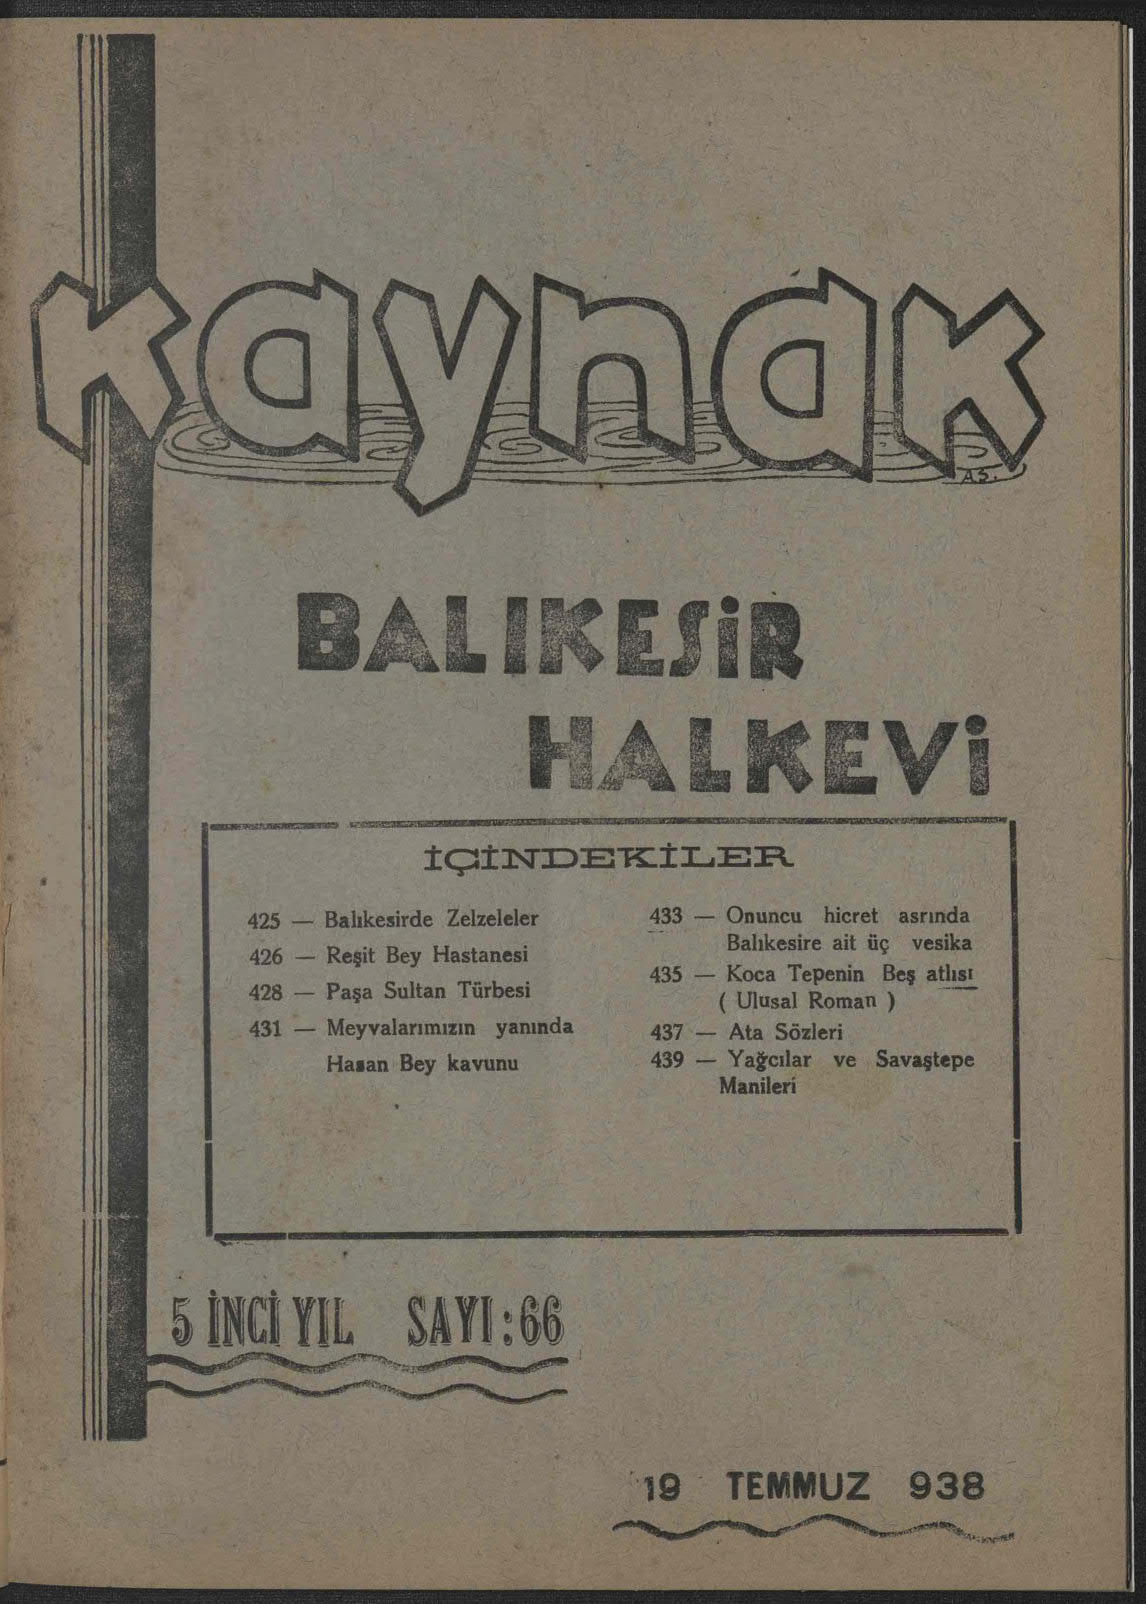 kaynak
A.S.
BALIKESiR
HALKEVi
İÇİNDEKİLER
425 — Balıkesirde Zelzeleler
426 — Reşit Bey Hastanesi
428 — Paşa Sultan Türbesi
431 — Meyvalarımızın yanında
Hasan Bey kavunu
433 — Onuncu hicret asrında
Balıkesire ait üç vesika
435 — Koca Tepenin Beş atlısı
( Ulusal Roman )
437 — Ata Sözleri
439 — Yağcılar ve Savaştepe
Manileri
5 İNCİ YIL SAYI : 66
19 TEMMUZ 938